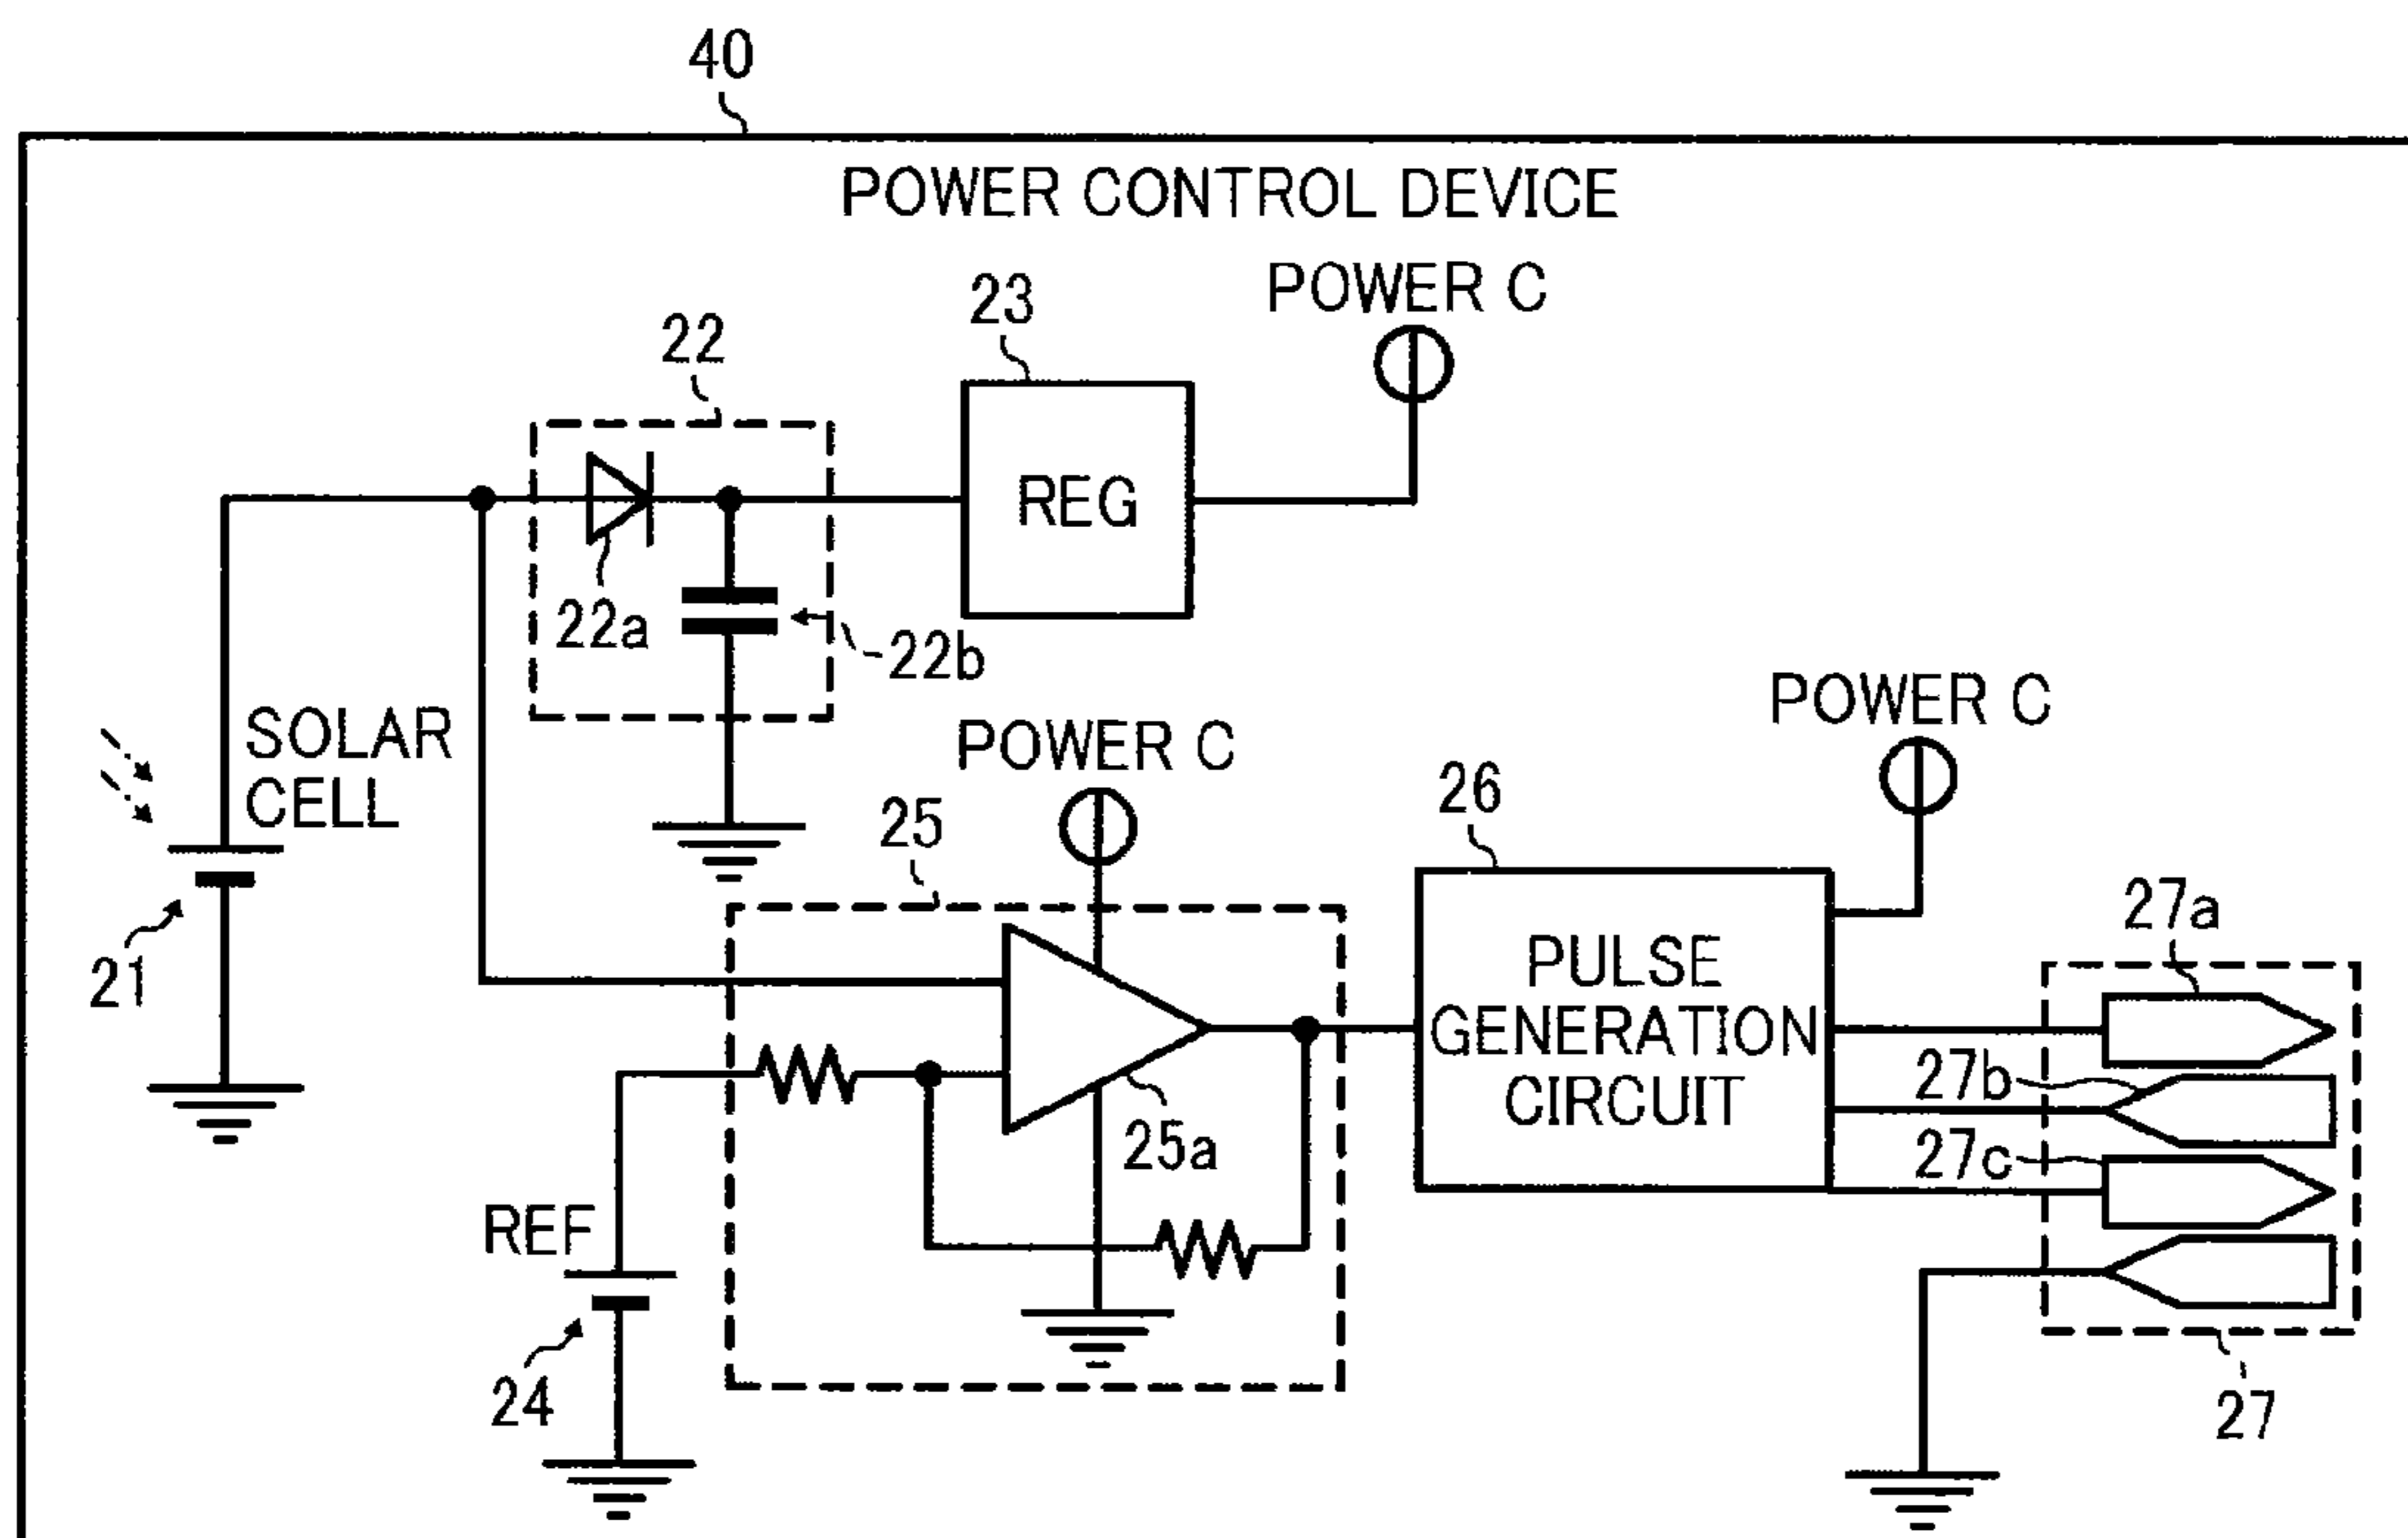 40
POWER CONTROL DEVICE
POWER C
23
22
REG
22a
22b
SOLAR
CELL
21
POWER C
25
POWER C
26
PULSE
GENERATION
CIRCUIT
27a
27b
27c
25a
REF
24
27